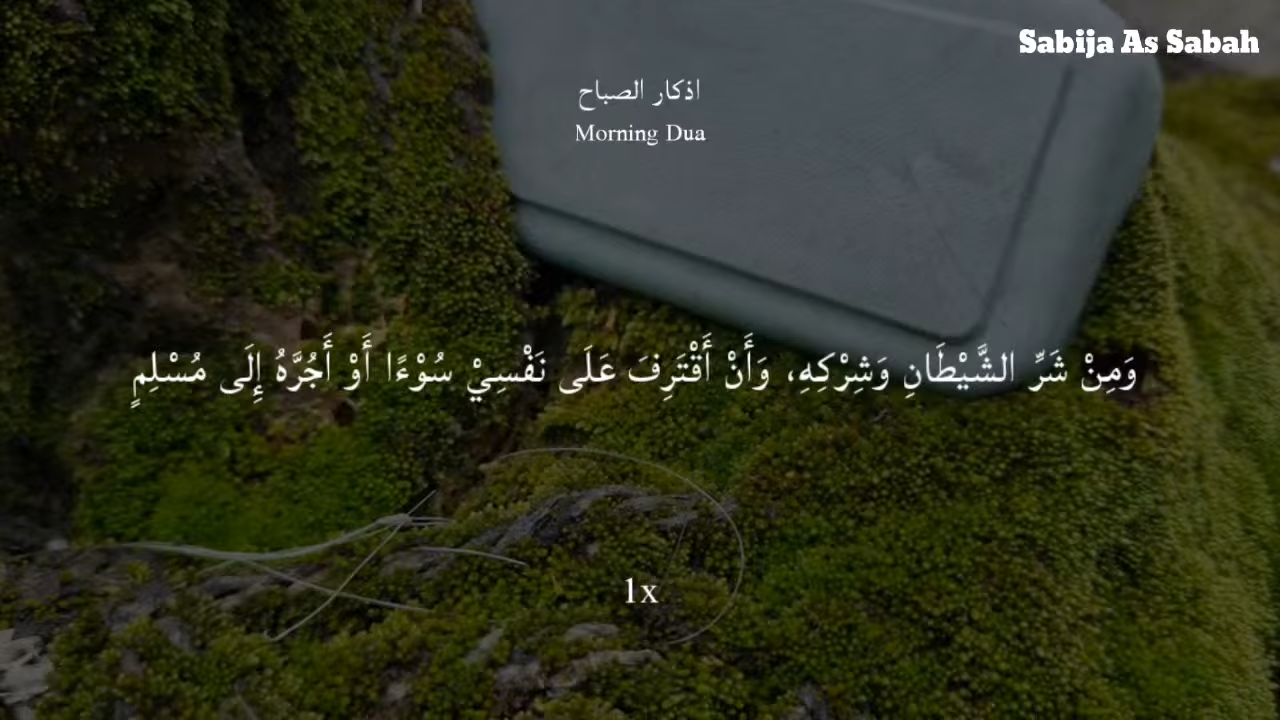 Sabija As Sabah
اذكار الصباح
Morning Dua
وَمِنْ شَرِّ الشَّيْطَانِ وَشِرْكِهِ، وَأَنْ أَقْتَرِفَ عَلَى نَفْسِيْ سُوْءًا أَوْ أَجُرَّهُ إِلَى مُسْلِمٍ
1x